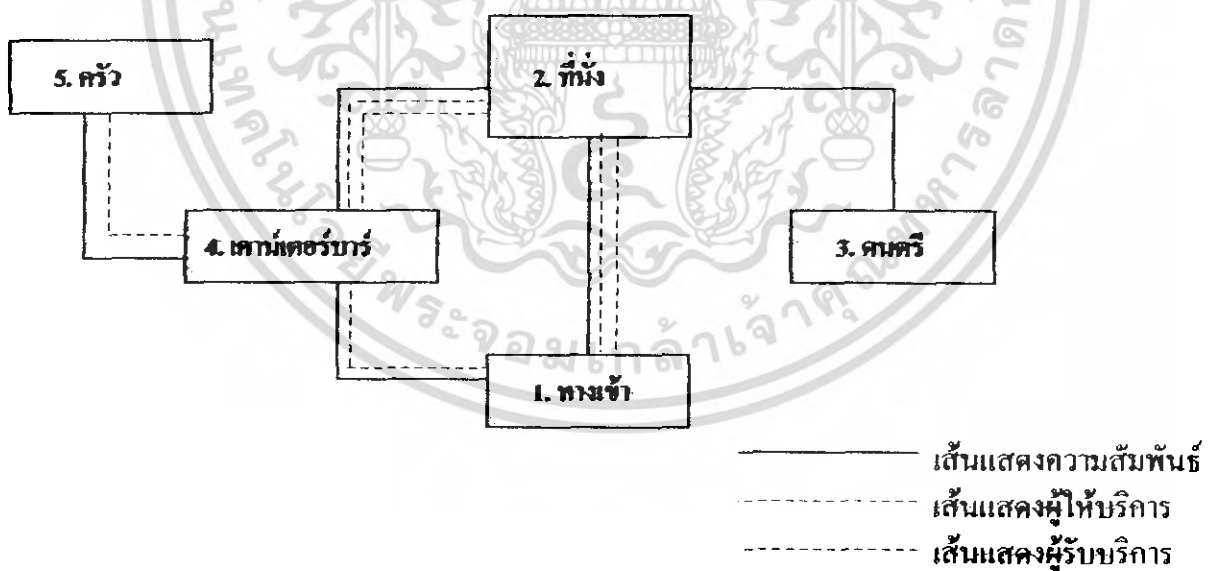 5. ครัว
2. ที่นั่ง
4. เคาน์เตอร์บาร์
3. ดนตรี
1. ทางเข้า
เส้นแสดงความสัมพันธ์
เส้นแสดงผู้ให้บริการ
เส้นแสดงผู้รับบริการ